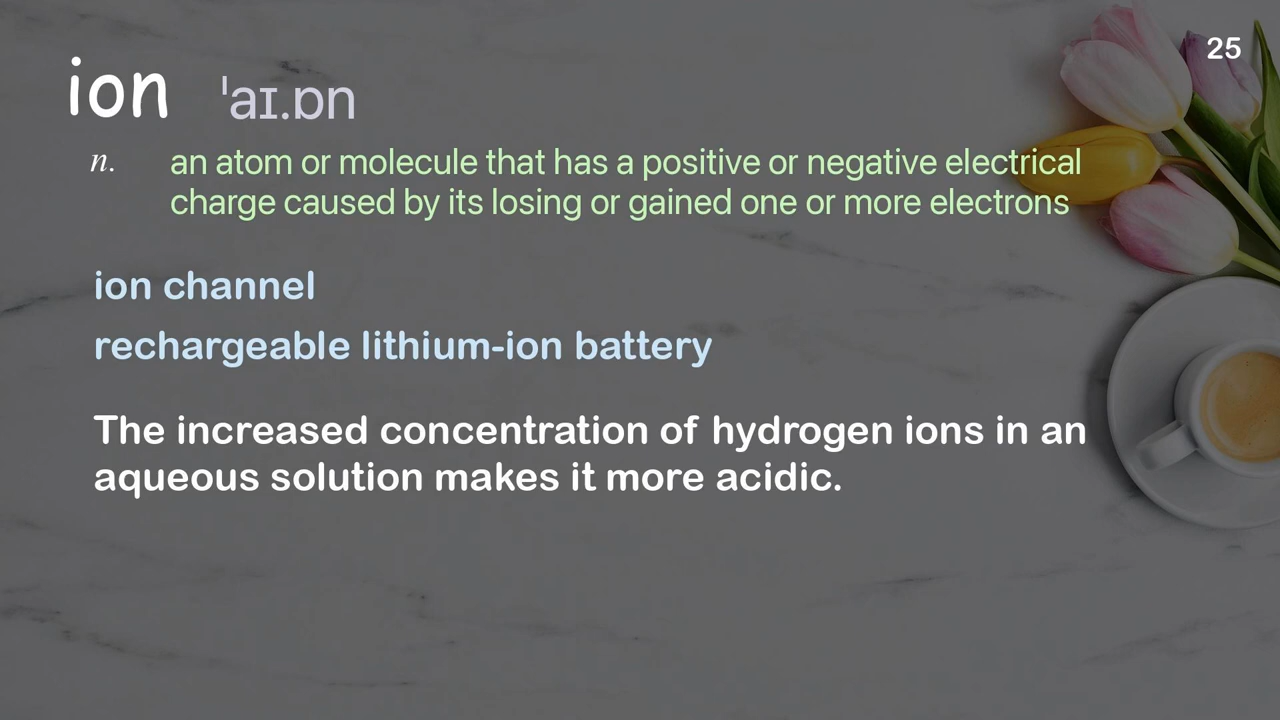 25
ion ˈaɪ.ɒn
n. an atom or molecule that has a positive or negative electrical
charge caused by its losing or gained one or more electrons
ion channel
rechargeable lithium-ion battery
The increased concentration of hydrogen ions in an
aqueous solution makes it more acidic.